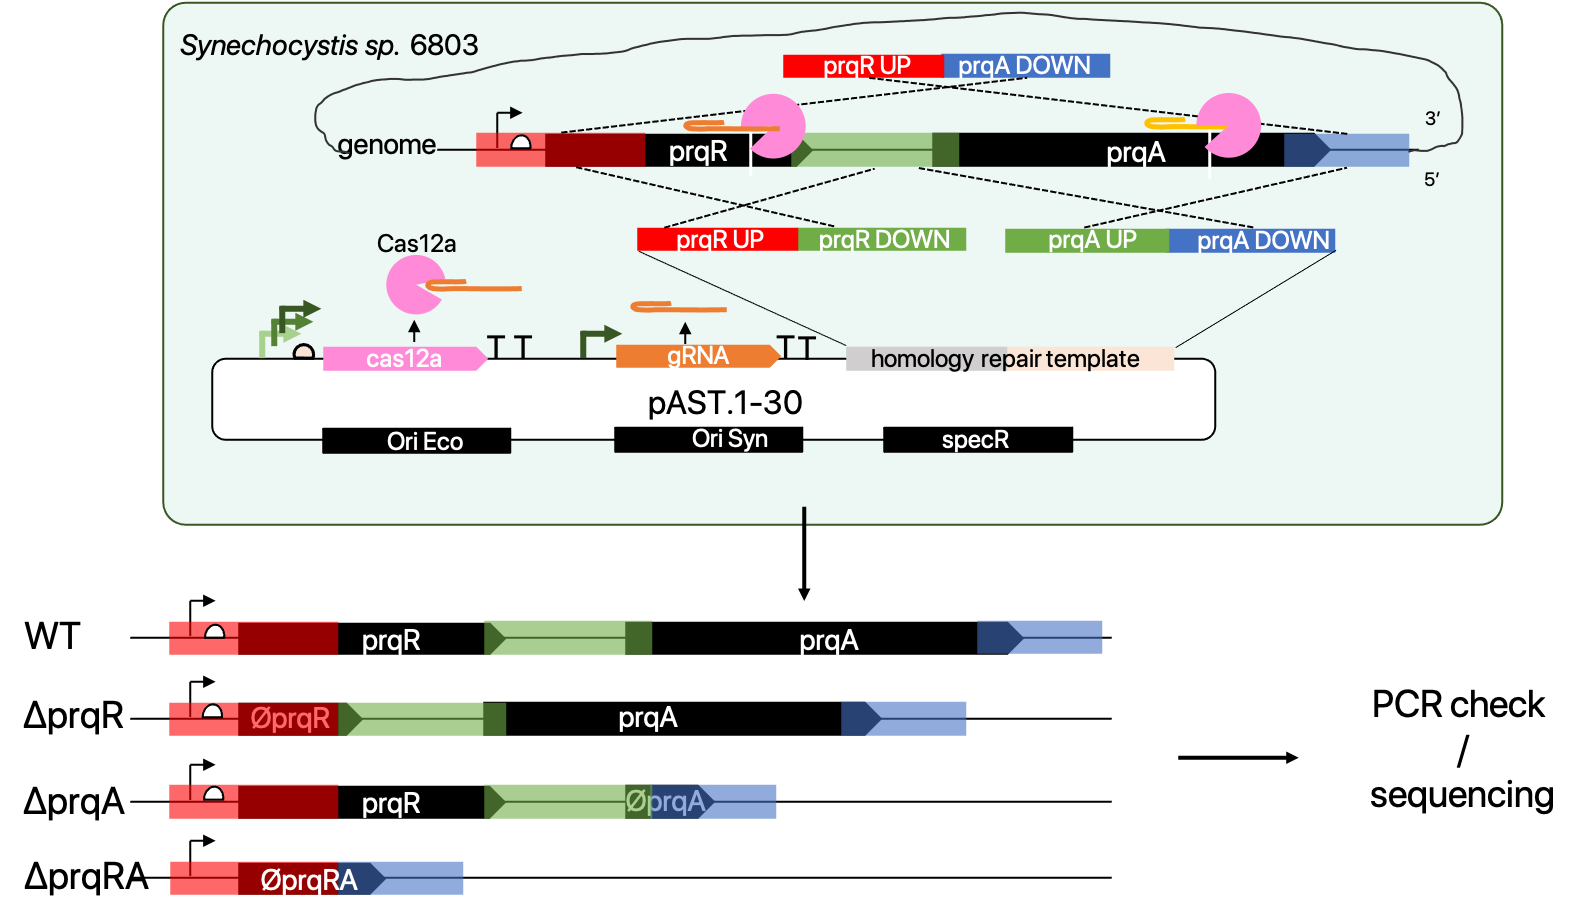 Synechocystis sp. 6803
prqR UP prqA DOWN
3′
genome prqR prqA
5′
prqR UP prqR DOWN prqA UP prqA DOWN
Cas12a
T T T T
cas12a gRNA homology repair template
pAST.1-30
Ori Eco Ori Syn specR
WT prqR prqA
ΔprqR ØprqR prqA
PCR check
/
sequencing
ΔprqA prqR ØprqA
ΔprqRA ØprqRA